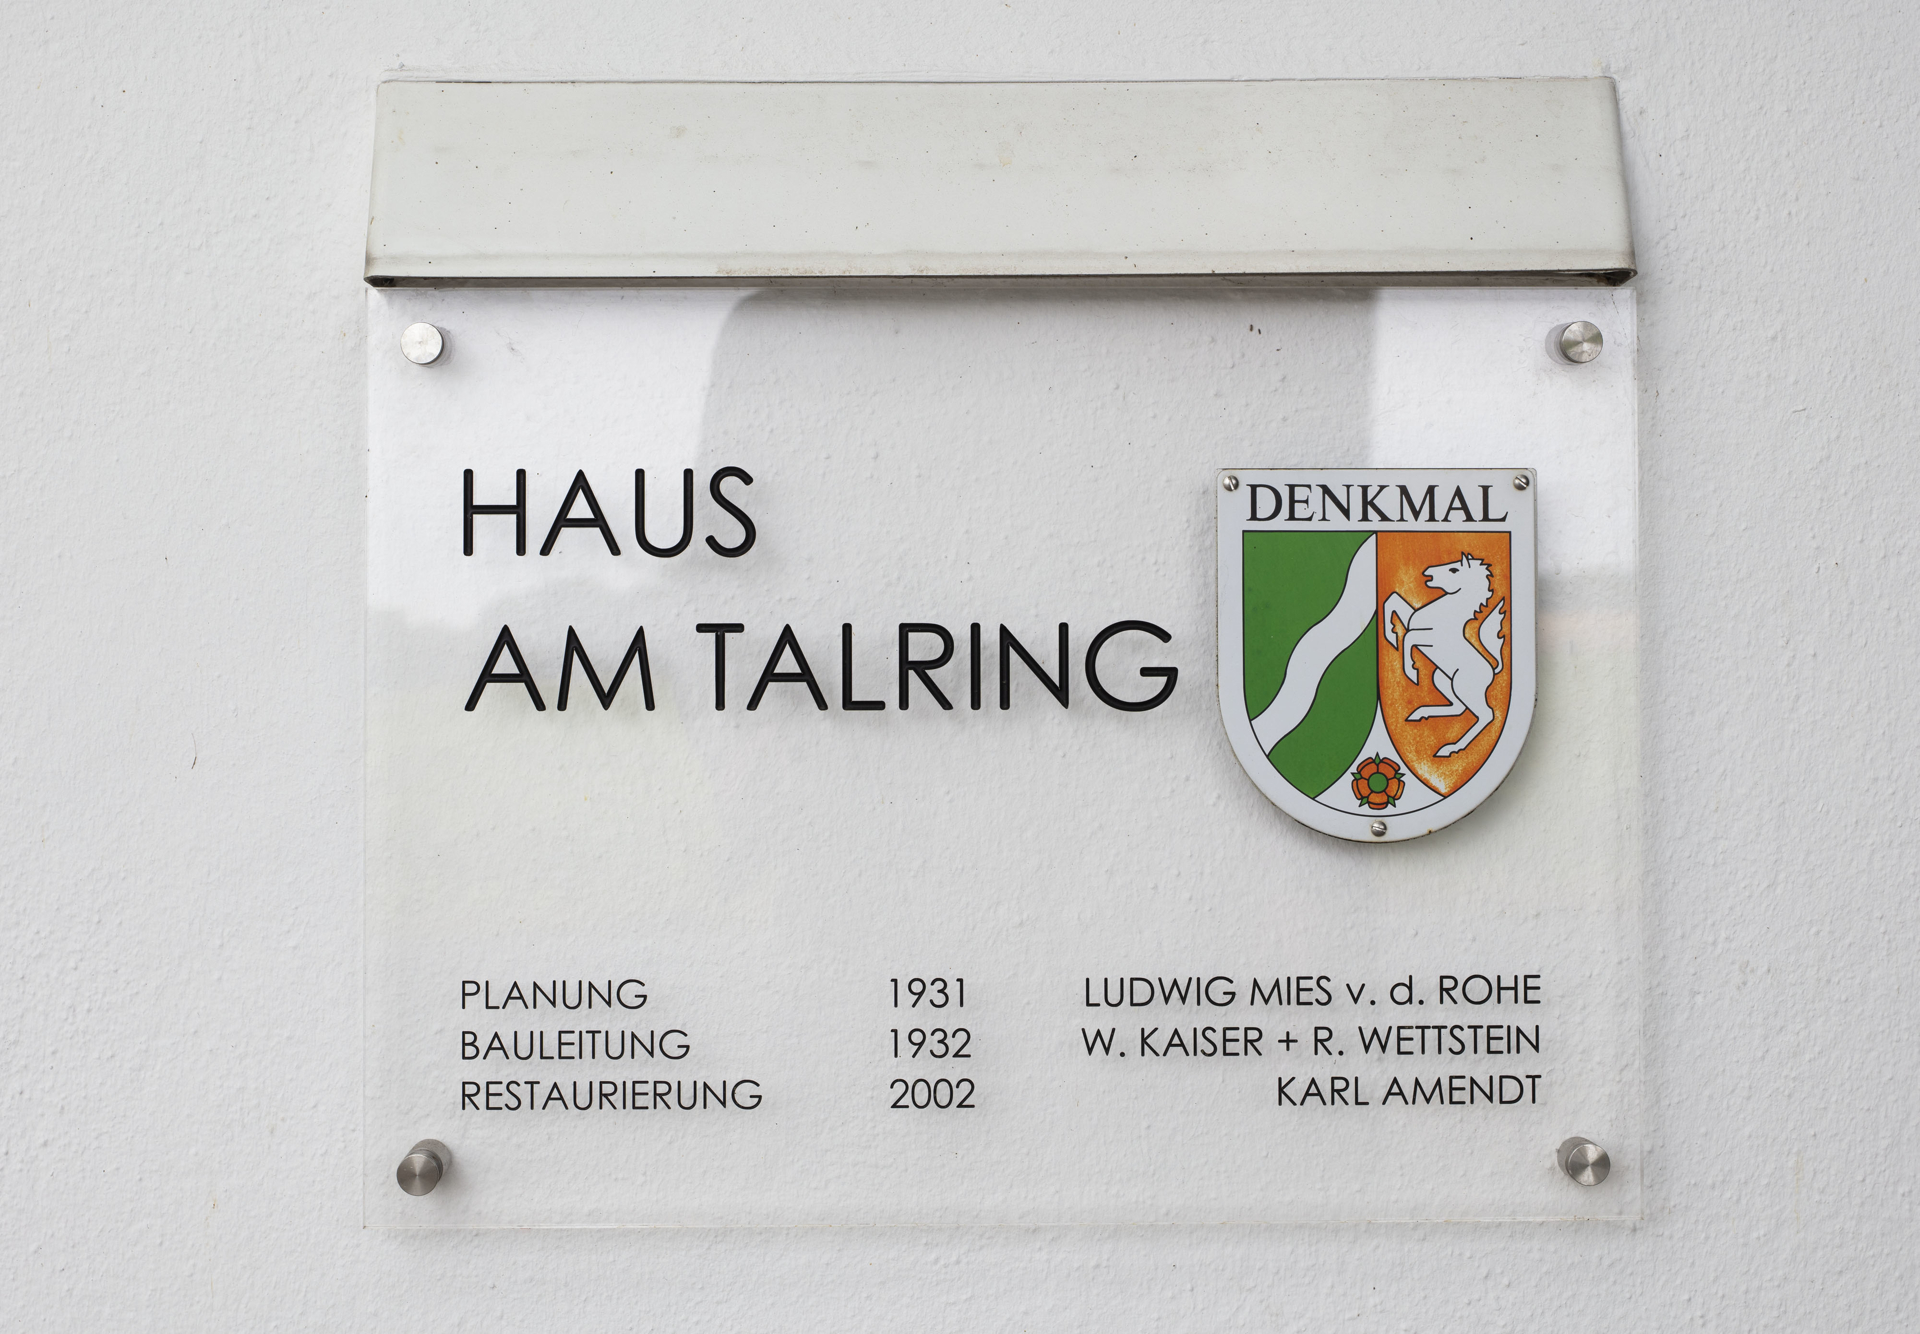 HAUS
AM TALRING
DENKMAL
PLANUNG 1931 LUDWIG MIES v. d. ROHE
BAULEITUNG 1932 W. KAISER + R. WETTSTEIN
RESTAURIERUNG 2002 KARL AMENDT